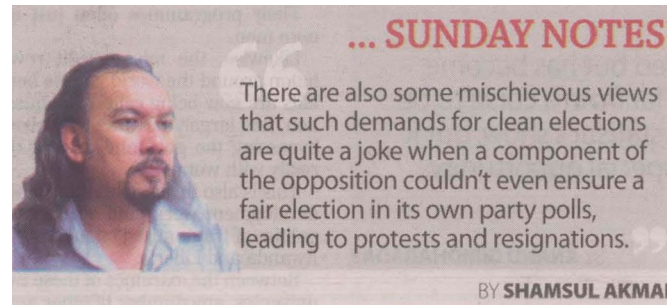 ... SUNDAY NOTES
There are also some mischievous views
that such demands for clean elections
are quite a joke when a component of
the opposition couldn’t even ensure a
fair election in its own party polls,
leading to protests and resignations.
BY SHAMSUL AKMAR